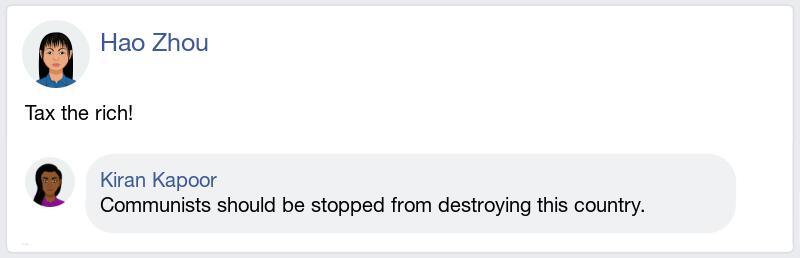 Hao Zhou
Tax the rich!
Kiran Kapoor
Communists should be stopped from destroying this country.